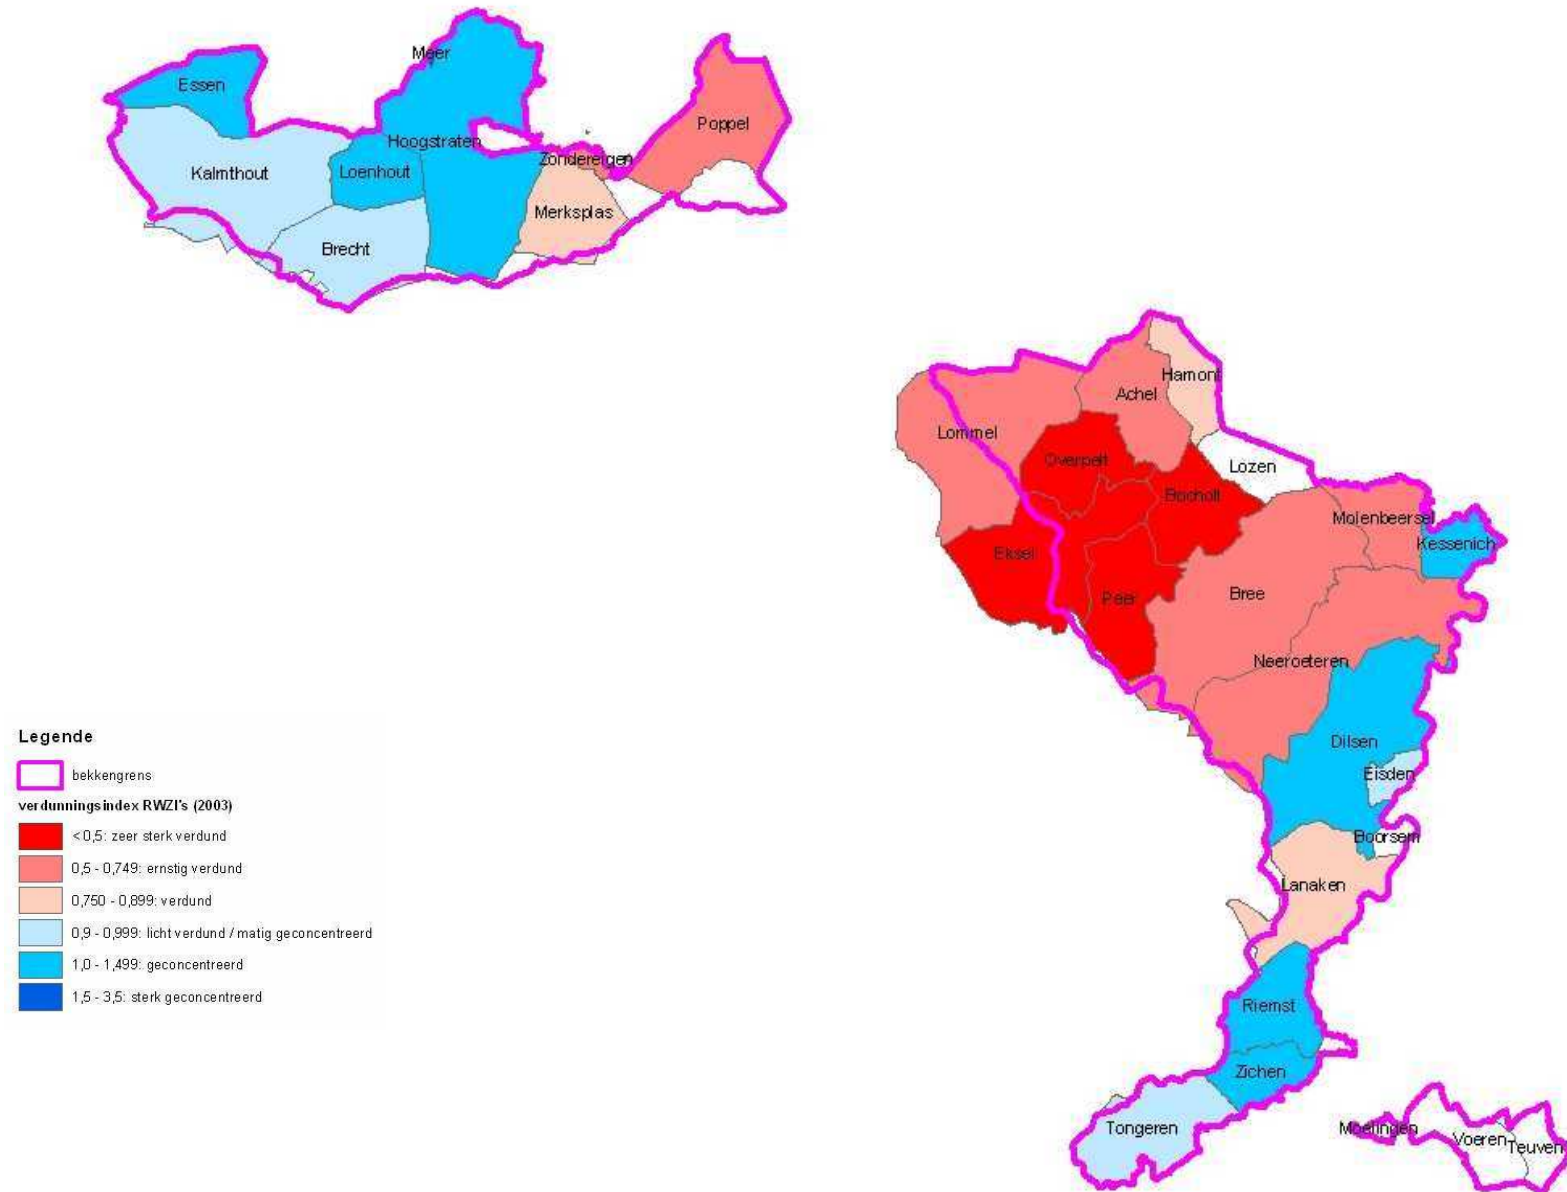 Meer
Essen
Poppel
Hoogstraten
Zondereigen
Kalmthout
Loenhout
Merksplas
Brecht
Hamont
Achel
Lommel
Overpelt
Lozen
Bocholt
Molenbeersel
Kessenich
Eksel
Peer
Bree
Neeroeteren
Dilsen
Eisden
Boorsem
Lanaken
Riemst
Zichen
Tongeren
Moelingen
Voeren
Teuven
Legende
bekkengrens
verdunningsindex RWZI's (2003)
<0,5: zeer sterk verdund
0,5 - 0,749: ernstig verdund
0,750 - 0,899: verdund
0,9 - 0,999: licht verdund / matig geconcentreerd
1,0 - 1,499: geconcentreerd
1,5 - 3,5: sterk geconcentreerd